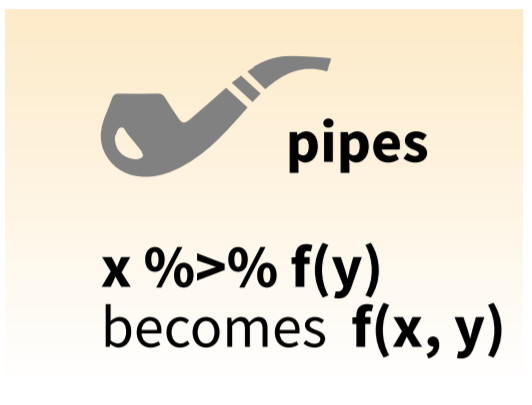 pipes
x %>% f(y)
becomes f(x, y)